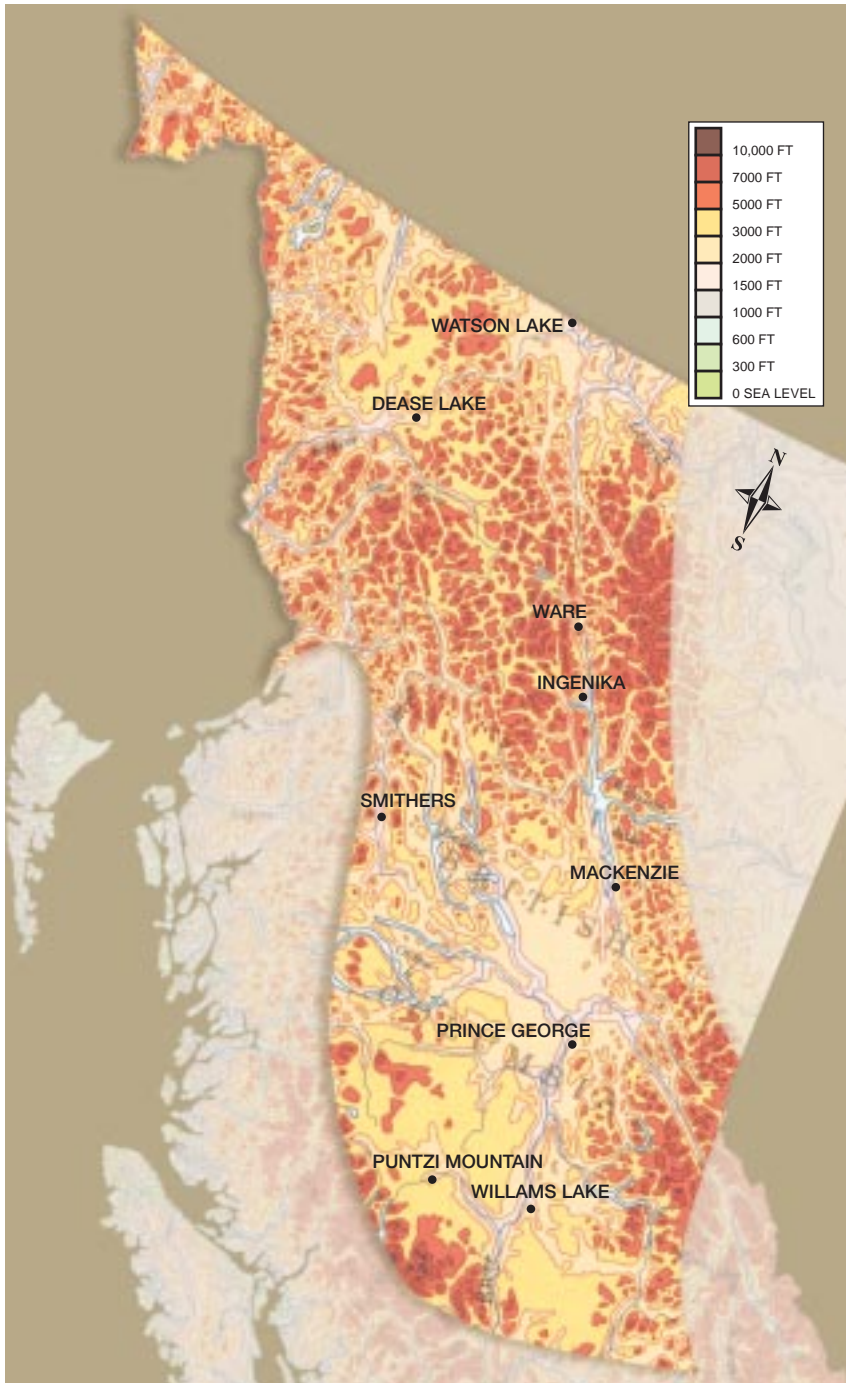 10,000 FT
7000 FT
5000 FT
3000 FT
2000 FT
1500 FT
1000 FT
600 FT
300 FT
0 SEA LEVEL
WATSON LAKE
DEASE LAKE
N
S
WARE
INGENIKA
SMITHERS
MACKENZIE
BRITISH
PRINCE GEORGE
PUNTZI MOUNTAIN
WILLAMS LAKE